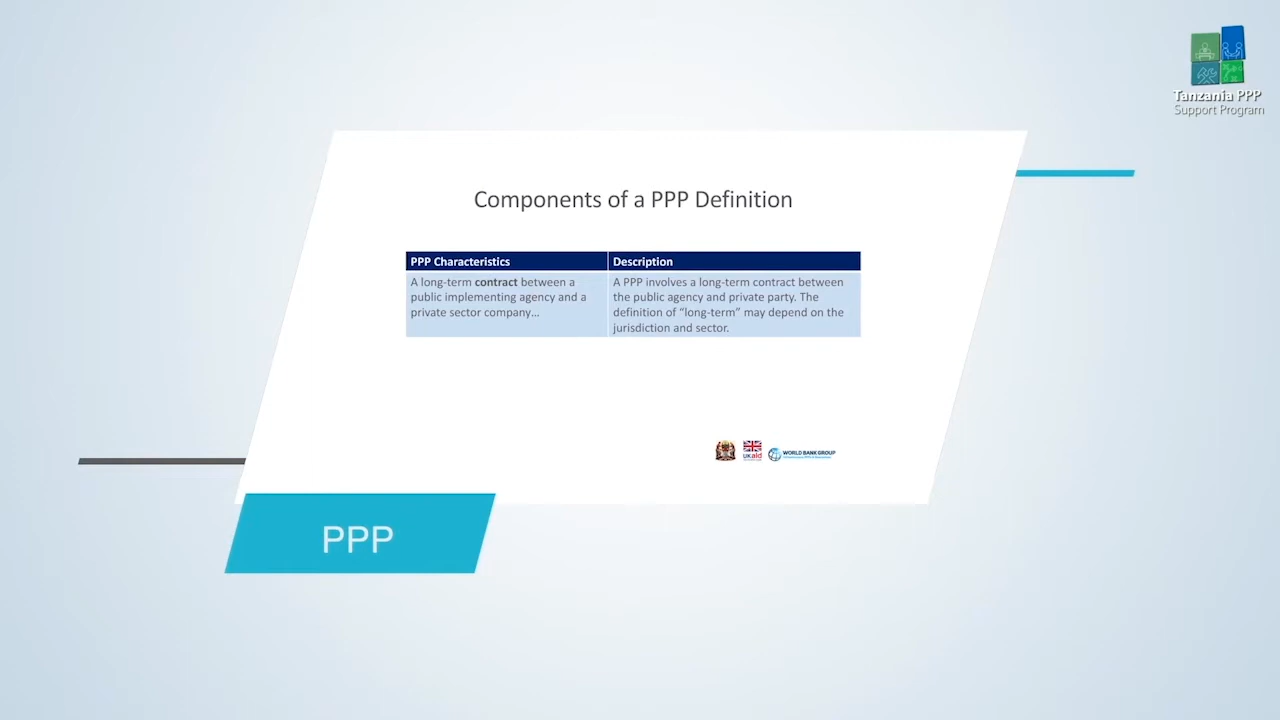 Tanzania PPP
Support Program
Components of a PPP Definition
PPP Characteristics
Description
A long-term contract between a
public implementing agency and a
private sector company…
A PPP involves a long-term contract between
the public agency and private party. The
definition of “long-term” may depend on the
jurisdiction and sector.
UKaid
WORLD BANK GROUP
PPP